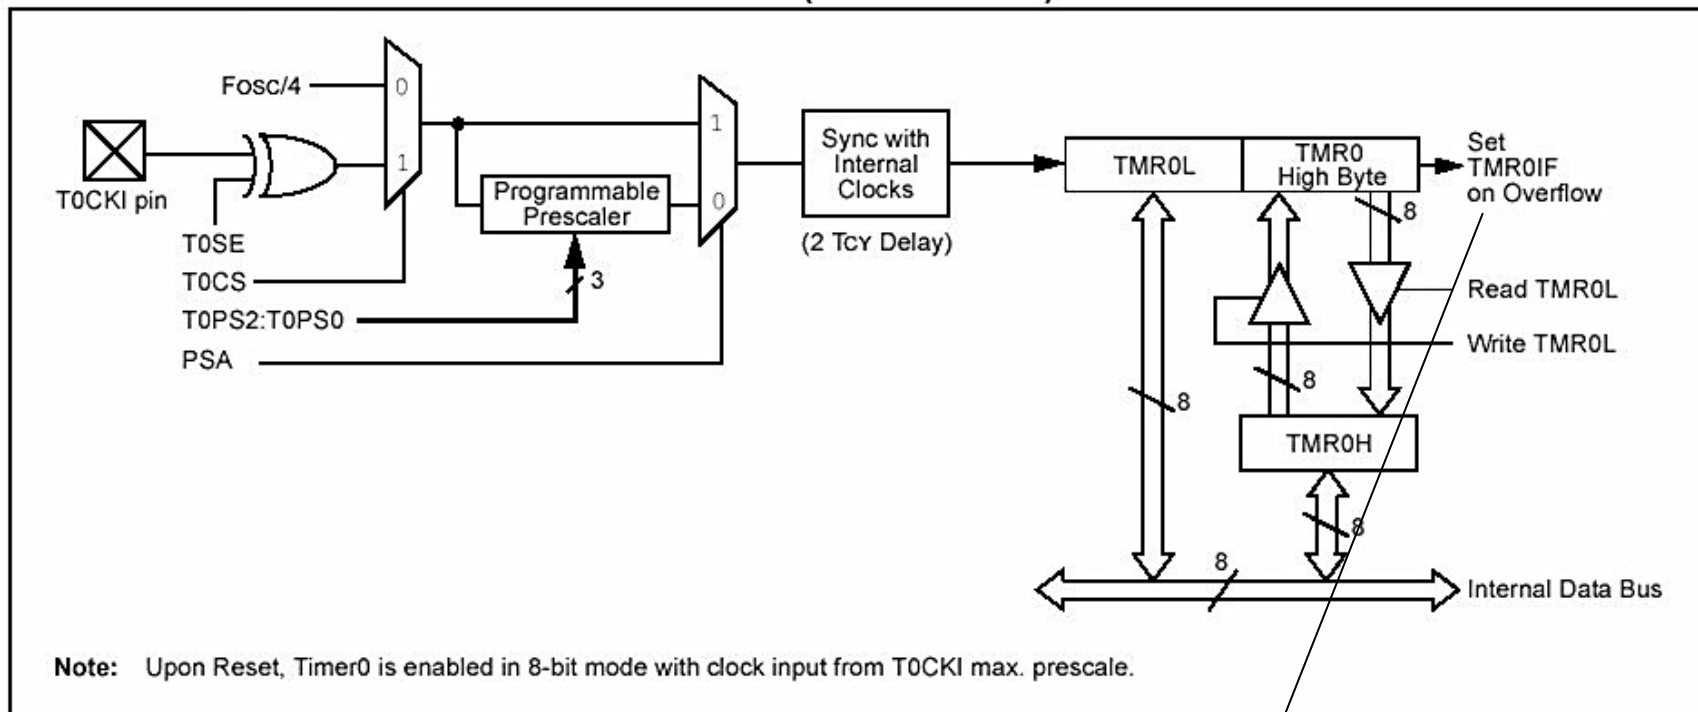 Fosc/4
0
1
T0CKI pin
T0SE
T0CS
T0PS2:T0PS0
PSA
Programmable
Prescaler
3
1
0
Sync with
Internal
Clocks
(2 TCY Delay)
TMR0L
TMR0
High Byte
Set
TMR0IF
on Overflow
8
Read TMR0L
Write TMR0L
8
8
TMR0H
8
8
Internal Data Bus
Note: Upon Reset, Timer0 is enabled in 8-bit mode with clock input from T0CKI max. prescale.